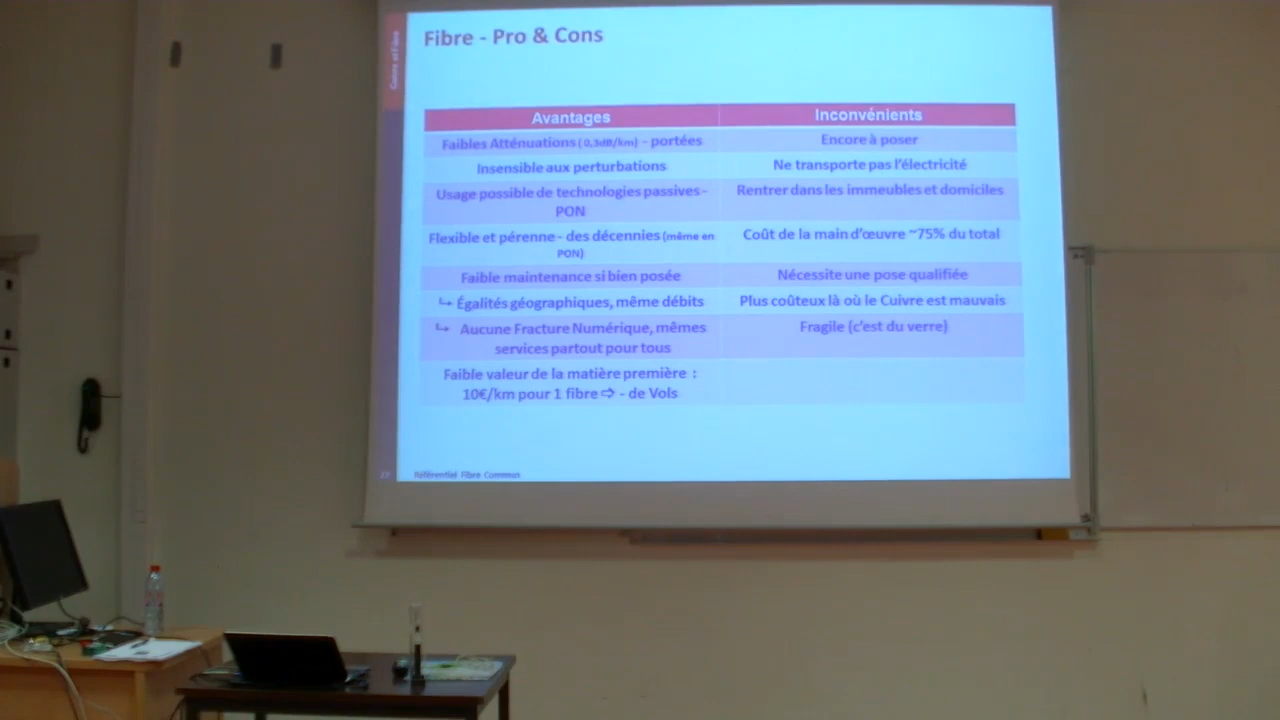 Fibre - Pro & Cons
Avantages
Inconvénients
Faibles Atténuations ( 0,3dB/km) - portées
Encore à poser
Insensible aux perturbations
Ne transporte pas l'électricité
Usage possible de technologies passives -
PON
Rentrer dans les immeubles et domiciles
Flexible et pérenne - des décennies (même en
PON)
Coût de la main d'œuvre ~75% du total
Faible maintenance si bien posée
Nécessite une pose qualifiée
↳ Égalités géographiques, même débits
Plus coûteux là où le Cuivre est mauvais
↳ Aucune Fracture Numérique, mêmes
services partout pour tous
Fragile (c'est du verre)
Faible valeur de la matière première :
10€/km pour 1 fibre ⇨ - de Vols
Référentiel Fibre Commun